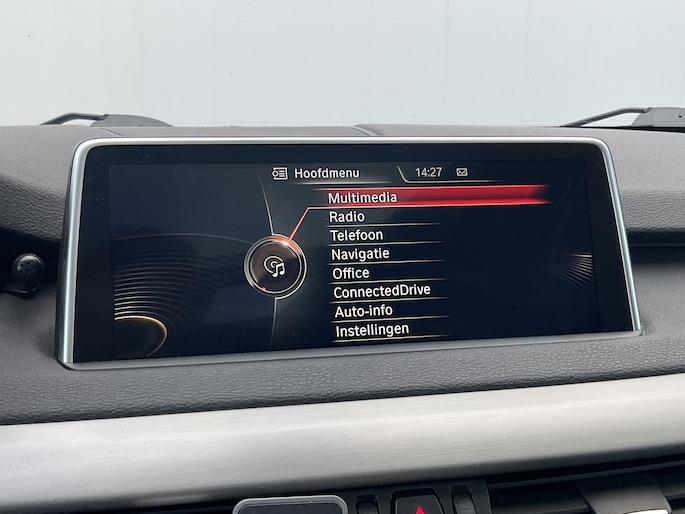 Hoofdmenu 14:27
Multimedia
Radio
Telefoon
Navigatie
Office
ConnectedDrive
Auto-info
Instellingen